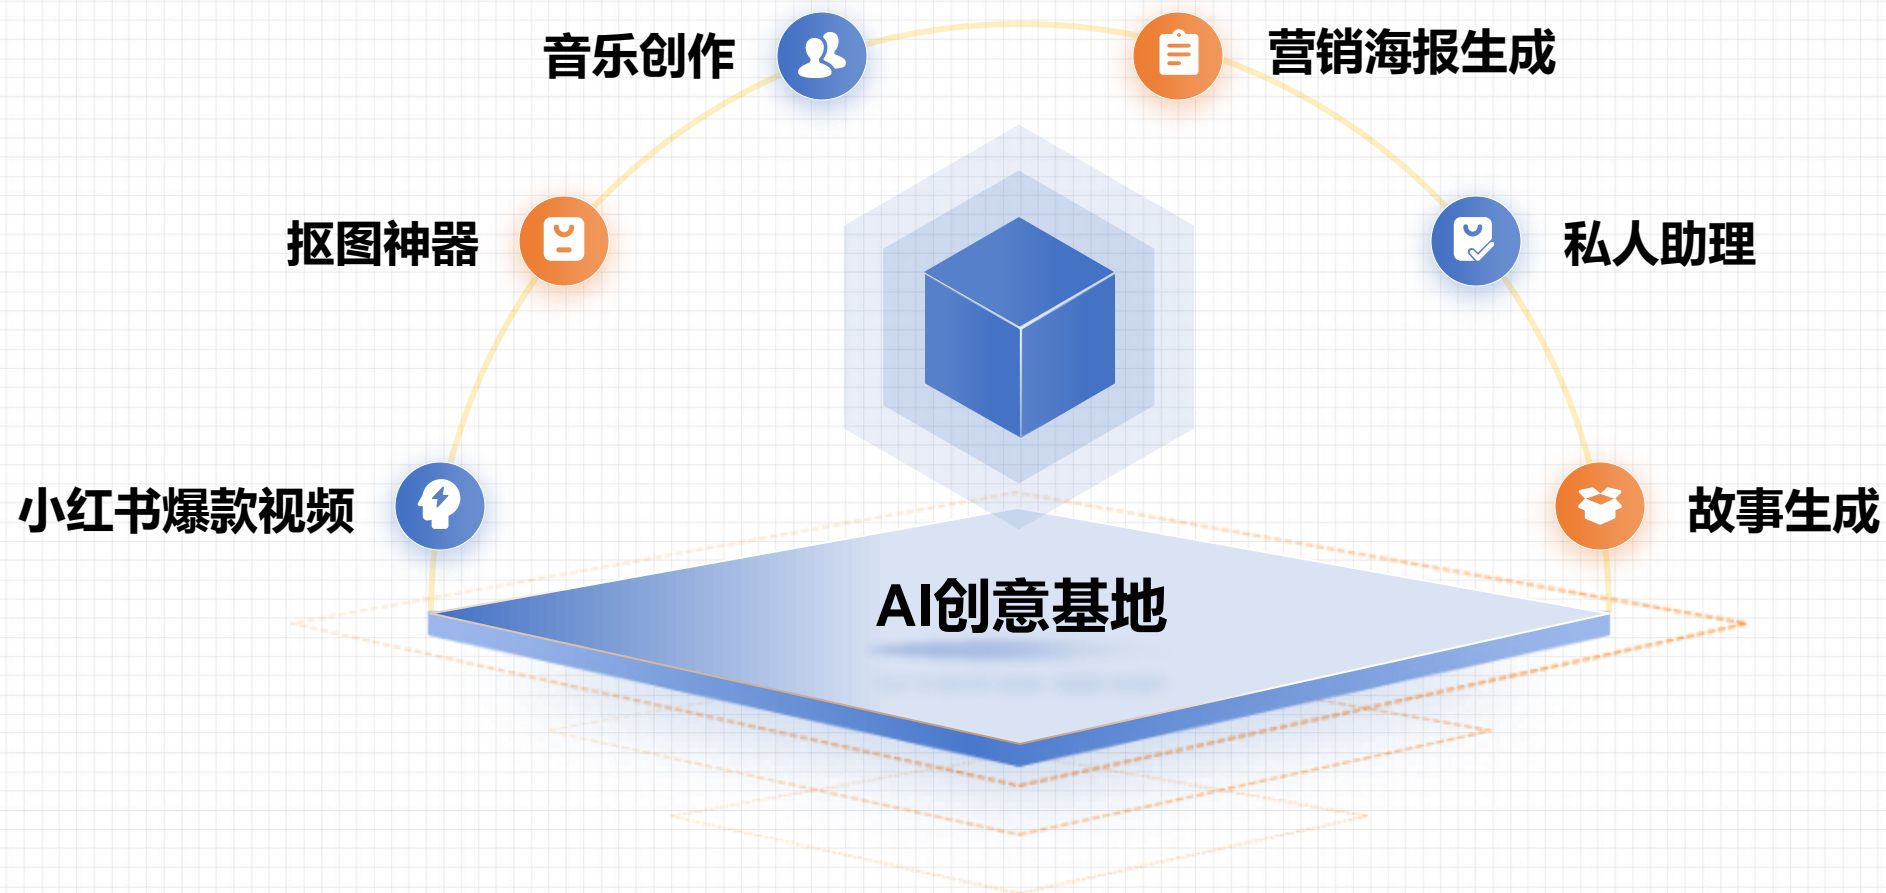 音乐创作
营销海报生成
抠图神器
私人助理
小红书爆款视频
故事生成
AI创意基地